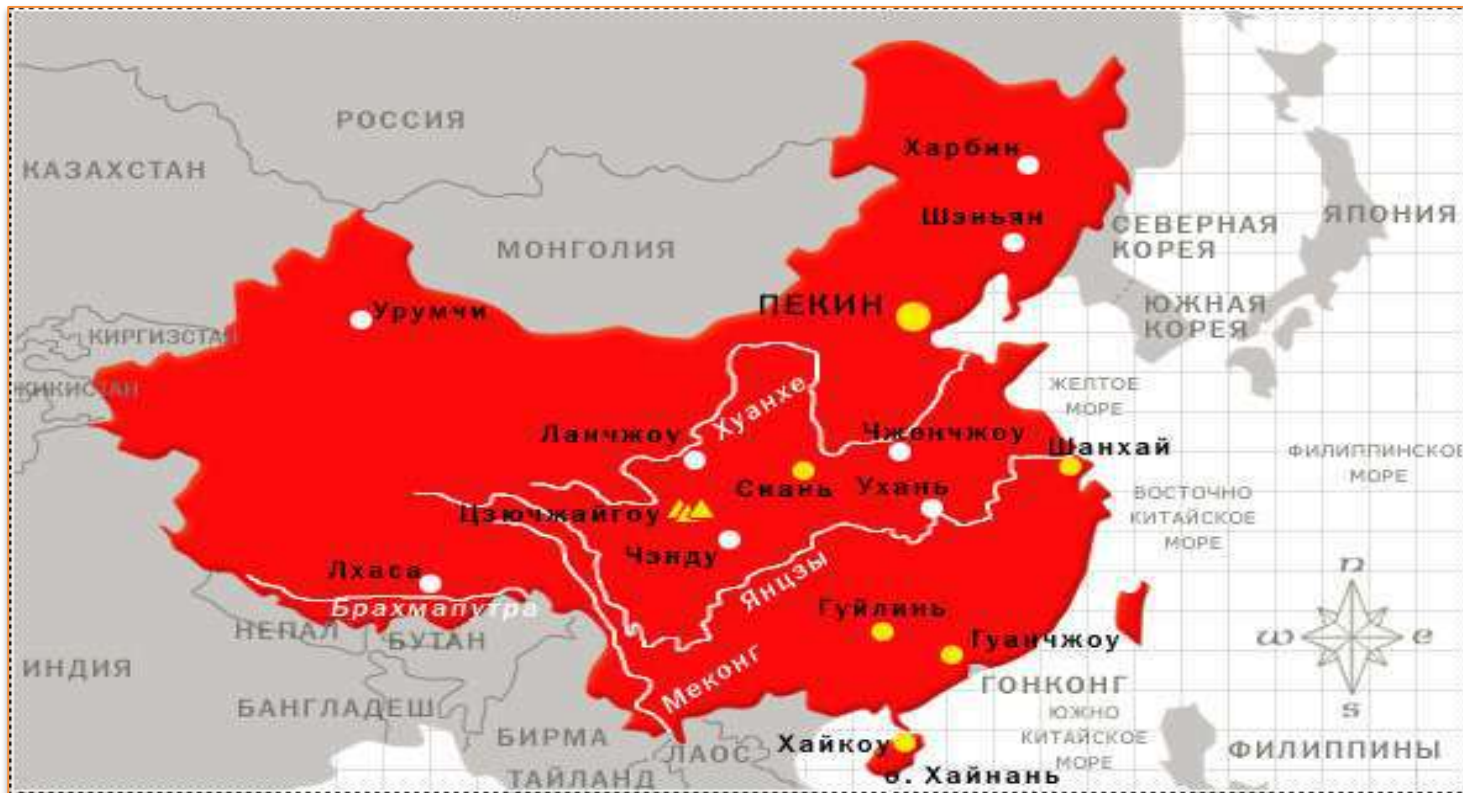 РОССИЯ
КАЗАХСТАН
Харбин
Шэньян
СЕВЕРНАЯ
КОРЕЯ
ЯПОНИЯ
МОНГОЛИЯ
ПЕКИН
ЮЖНАЯ
КОРЕЯ
Урумчи
КИРГИЗСТАН
ЖИКИСТАН
ЖЕЛТОЕ
МОРЕ
Хуанхе
Ланчжоу
Чжэнчжоу
Шанхай
ФИЛИППИНСКОЕ
МОРЕ
Сиань
Ухань
ВОСТОЧНО
КИТАЙСКОЕ
МОРЕ
Цзючжайгоу
Чэнду
Янцзы
Лхаса
Брахмапутра
Гуйлинь
Гуанчжоу
НЕПАЛ
БУТАН
ИНДИЯ
Меконг
ГОНКОНГ
БАНГЛАДЕШ
БИРМА
ЛАОС
ТАЙЛАНД
Хайкоу
о. Хайнань
ЮЖНО
КИТАЙСКОЕ
МОРЕ
ФИЛИППИНЫ
n
w
e
s